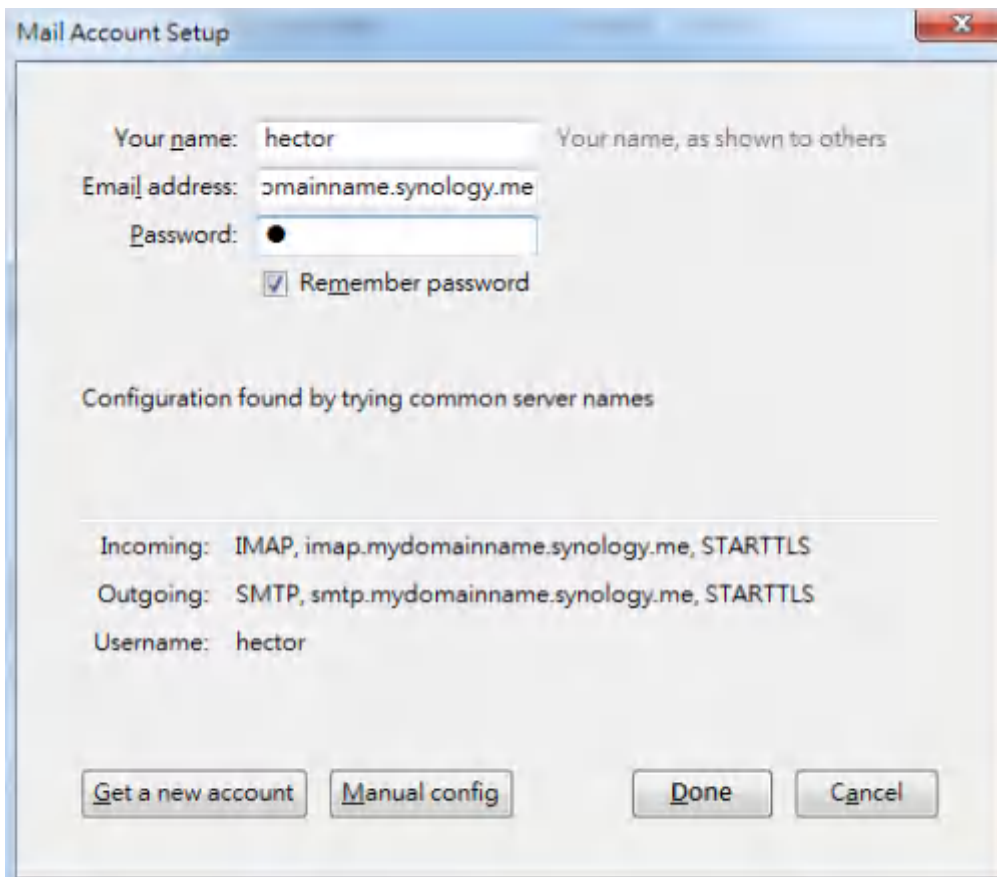 Mail Account Setup
Your name: hector Your name, as shown to others
Email address: omainname.synology.me
Password: ●
Remember password
Configuration found by trying common server names
Incoming: IMAP, imap.mydomainname.synology.me, STARTTLS
Outgoing: SMTP, smtp.mydomainname.synology.me, STARTTLS
Username: hector
Get a new account Manual config Done Cancel